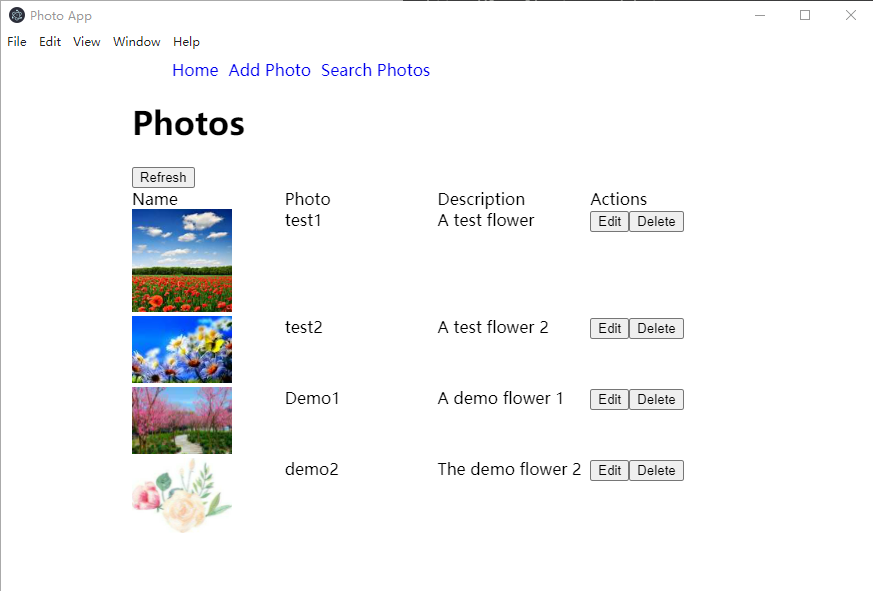 Photo App
File Edit View Window Help
Home Add Photo Search Photos
Photos
Refresh
Name Photo Description Actions
test1 A test flower Edit Delete
test2 A test flower 2 Edit Delete
Demo1 A demo flower 1 Edit Delete
demo2 The demo flower 2 Edit Delete